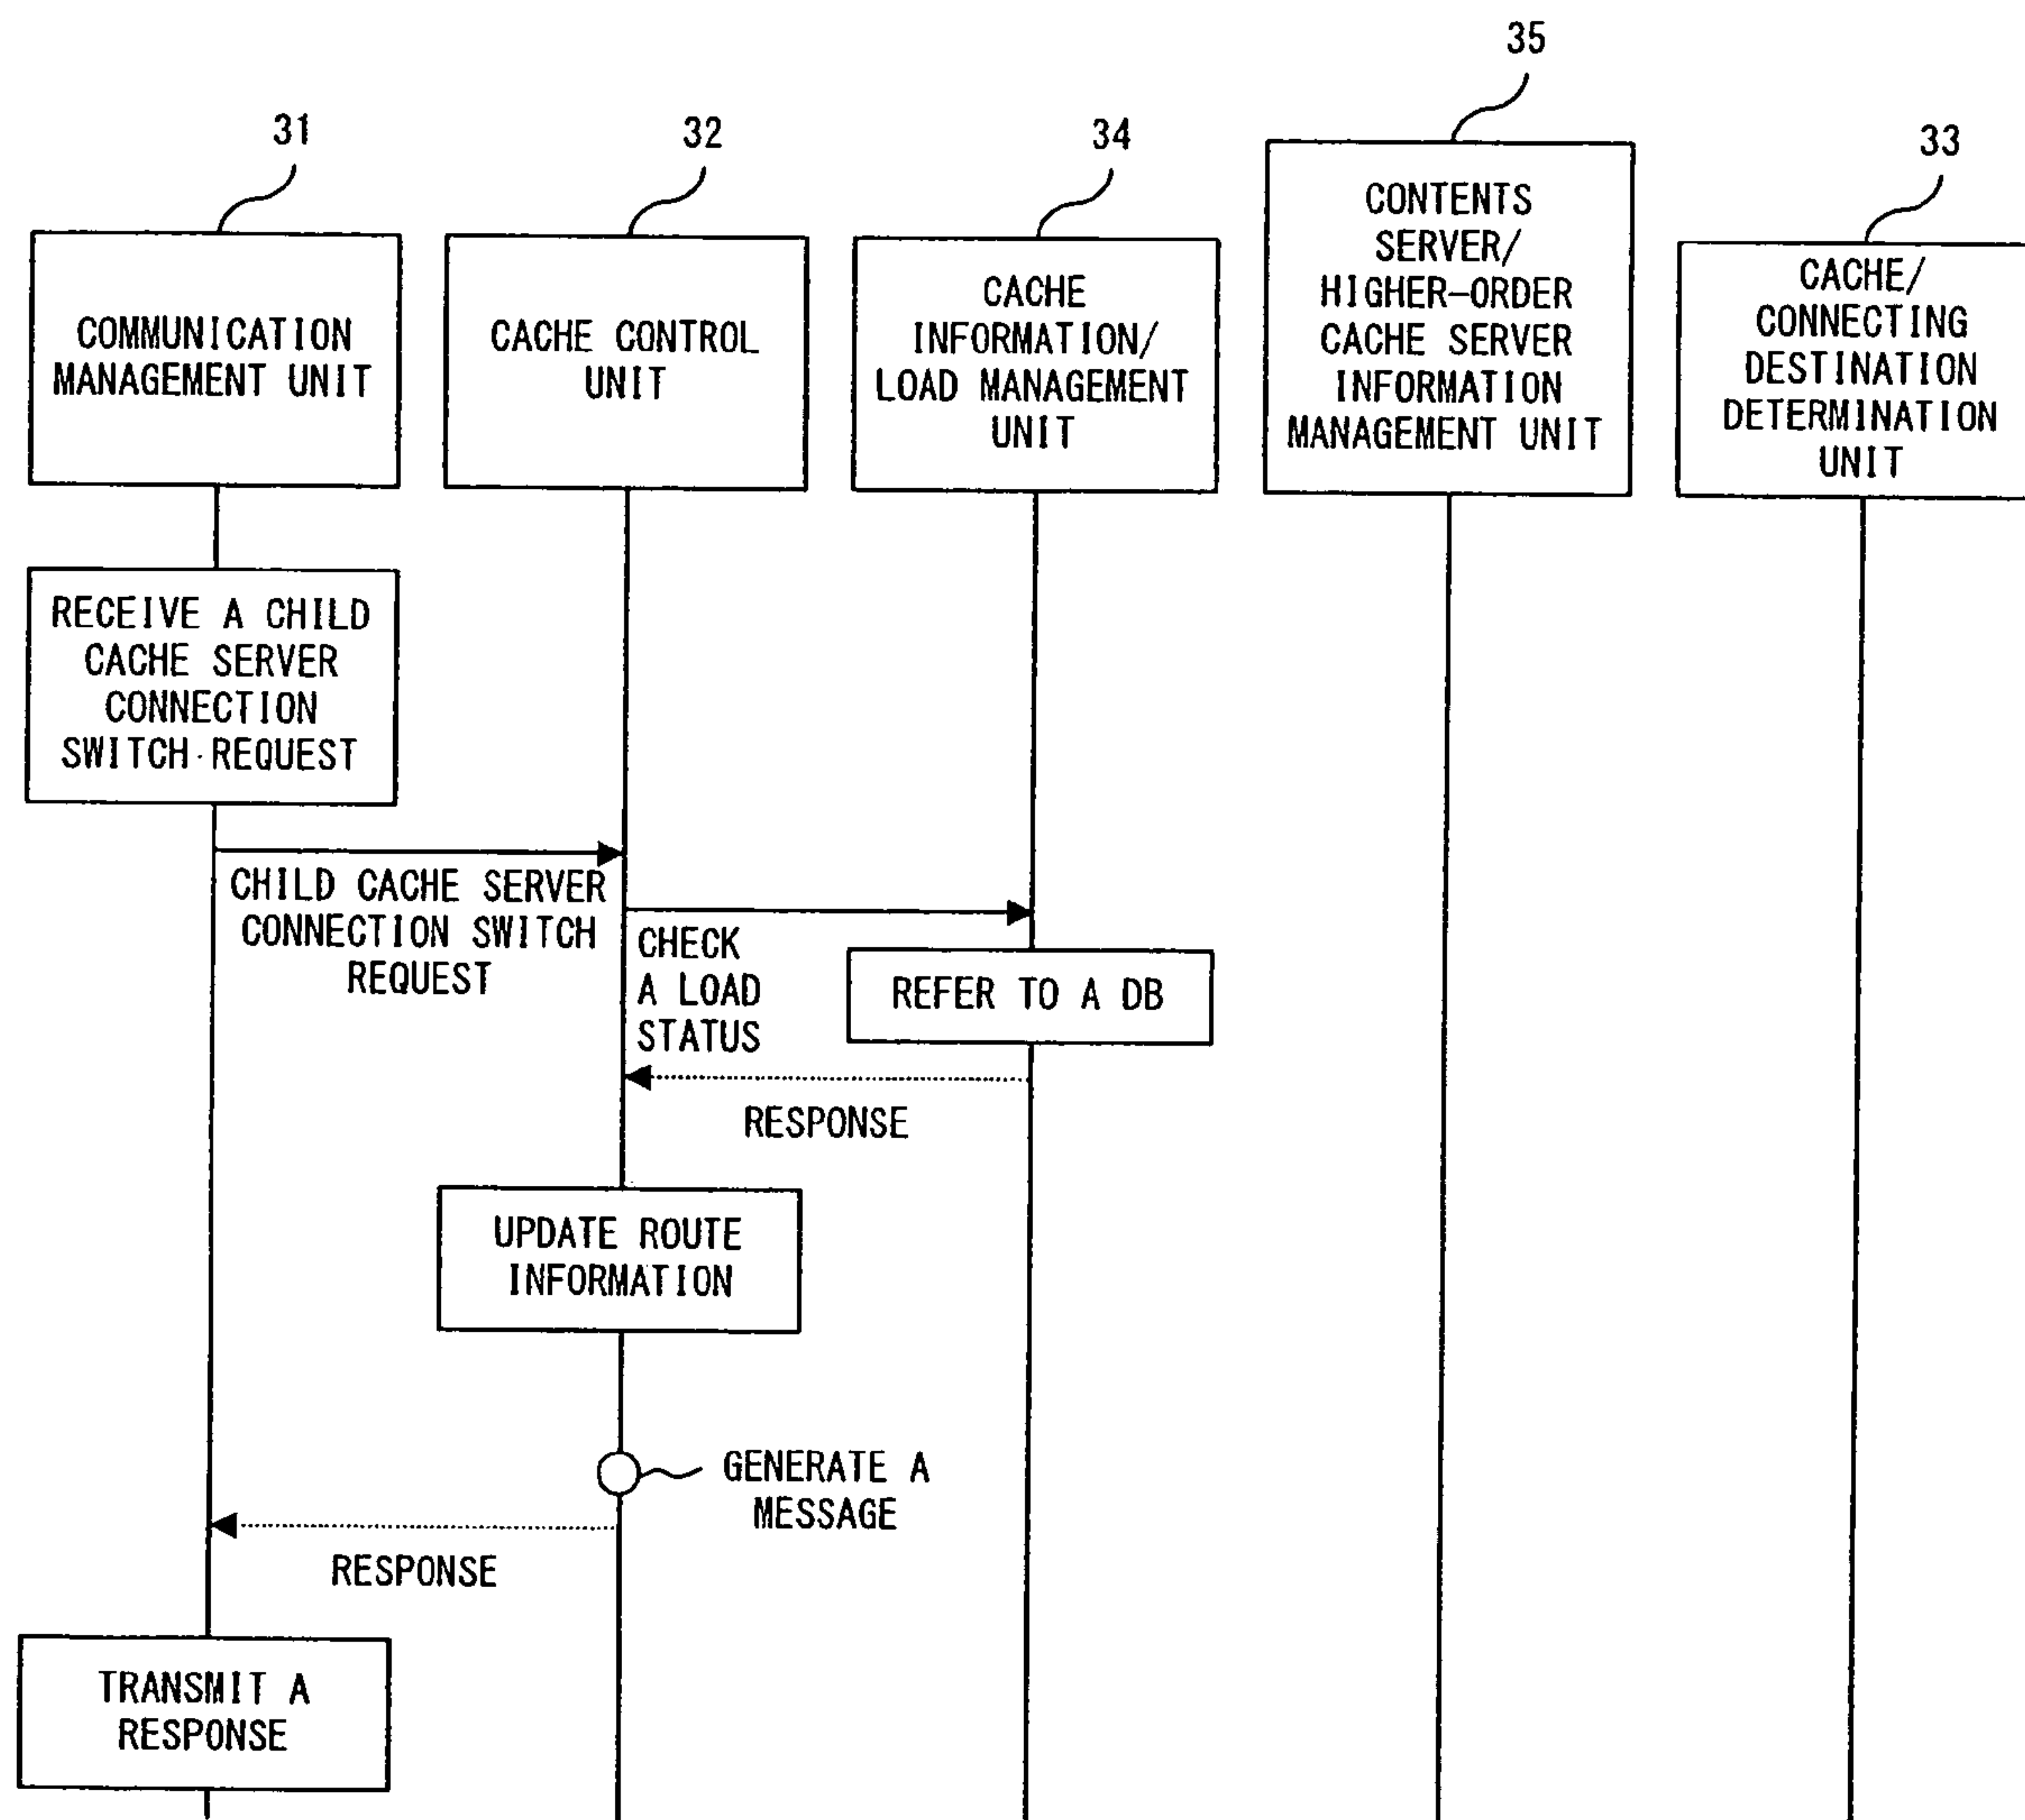 35
31
32
34
33
COMMUNICATION
MANAGEMENT UNIT
CACHE CONTROL
UNIT
CACHE
INFORMATION/
LOAD MANAGEMENT
UNIT
CONTENTS
SERVER/
HIGHER-ORDER
CACHE SERVER
INFORMATION
MANAGEMENT UNIT
CACHE/
CONNECTING
DESTINATION
DETERMINATION
UNIT
RECEIVE A CHILD
CACHE SERVER
CONNECTION
SWITCH REQUEST
CHILD CACHE SERVER
CONNECTION SWITCH
REQUEST
CHECK
A LOAD
STATUS
REFER TO A DB
RESPONSE
UPDATE ROUTE
INFORMATION
GENERATE A
MESSAGE
RESPONSE
TRANSMIT A
RESPONSE